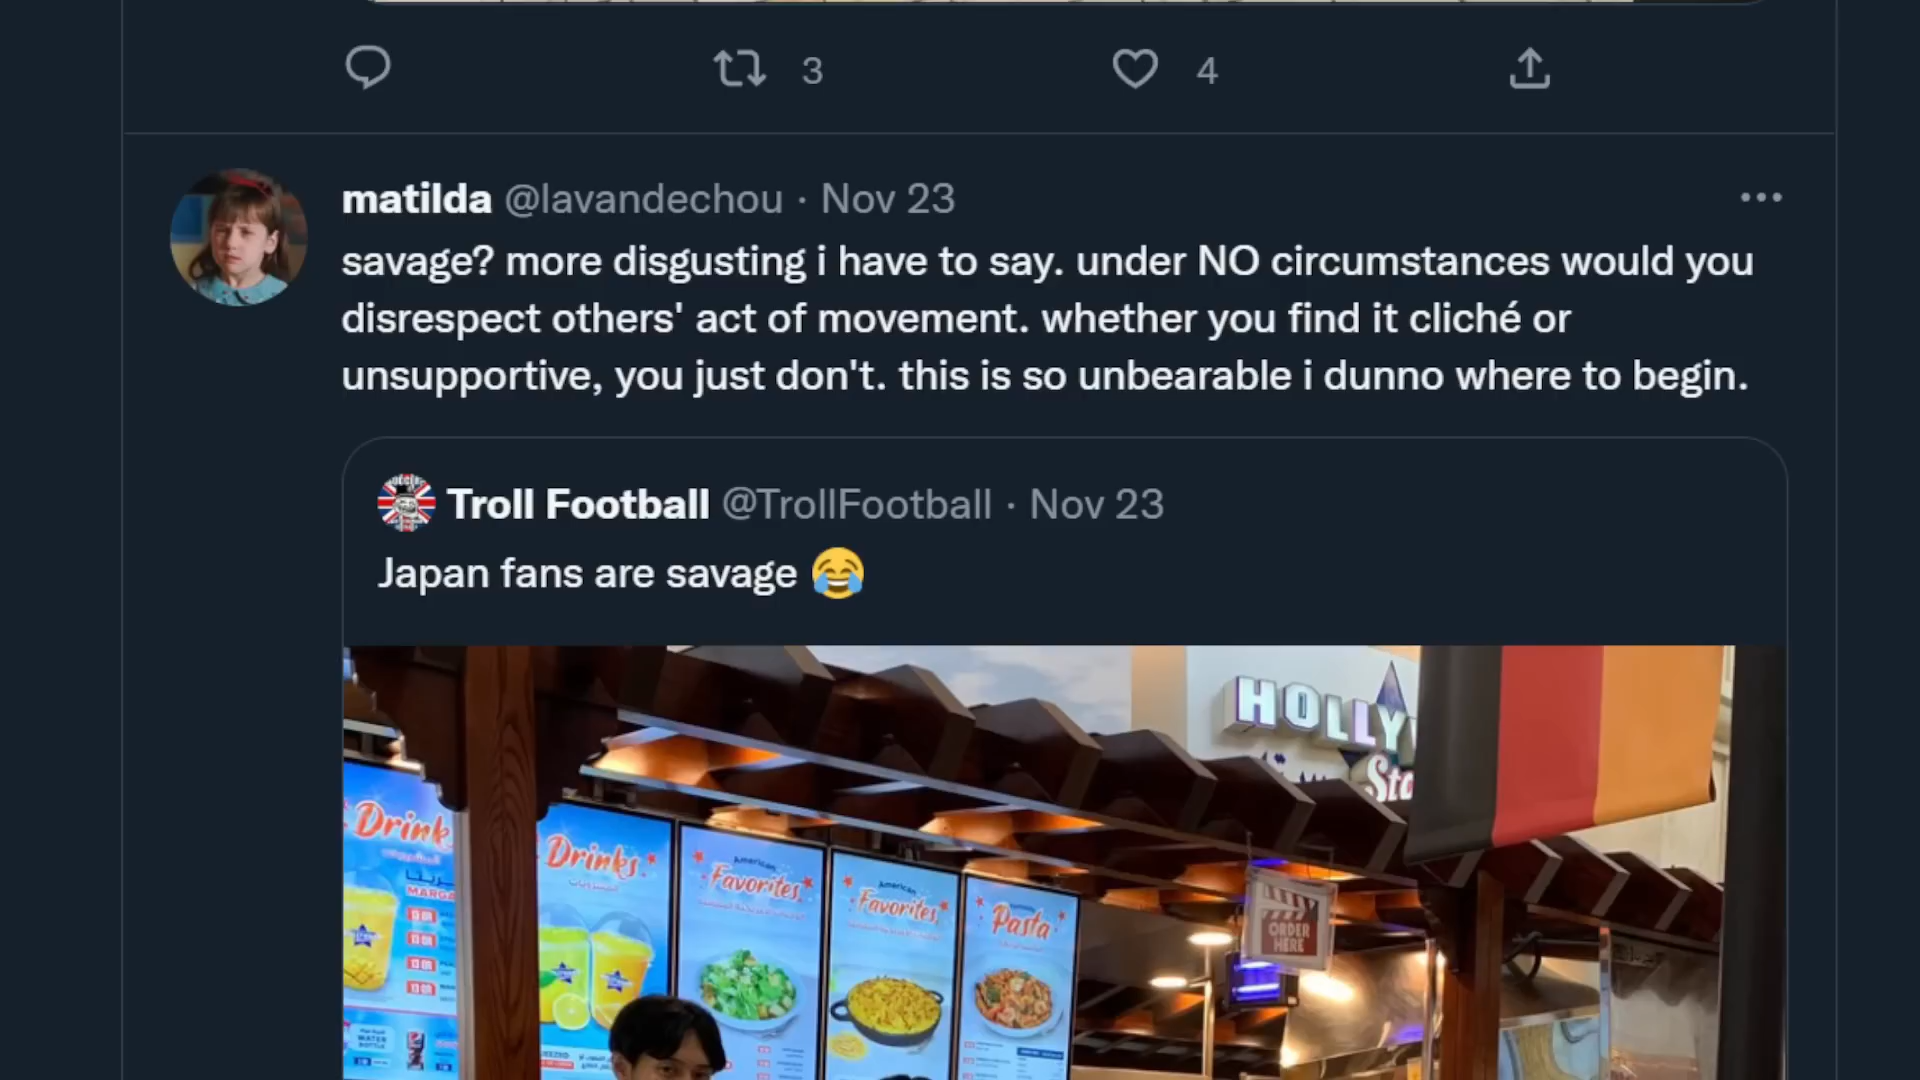 3
4
matilda @lavandechou · Nov 23
savage? more disgusting i have to say. under NO circumstances would you
disrespect others' act of movement. whether you find it cliché or
unsupportive, you just don't. this is so unbearable i dunno where to begin.
Troll Football @TrollFootball · Nov 23
Japan fans are savage 😂
HOLLY
Sta
Drink
Drinks
American
Favorites
American
Favorites
Pasta
ORDER
HERE